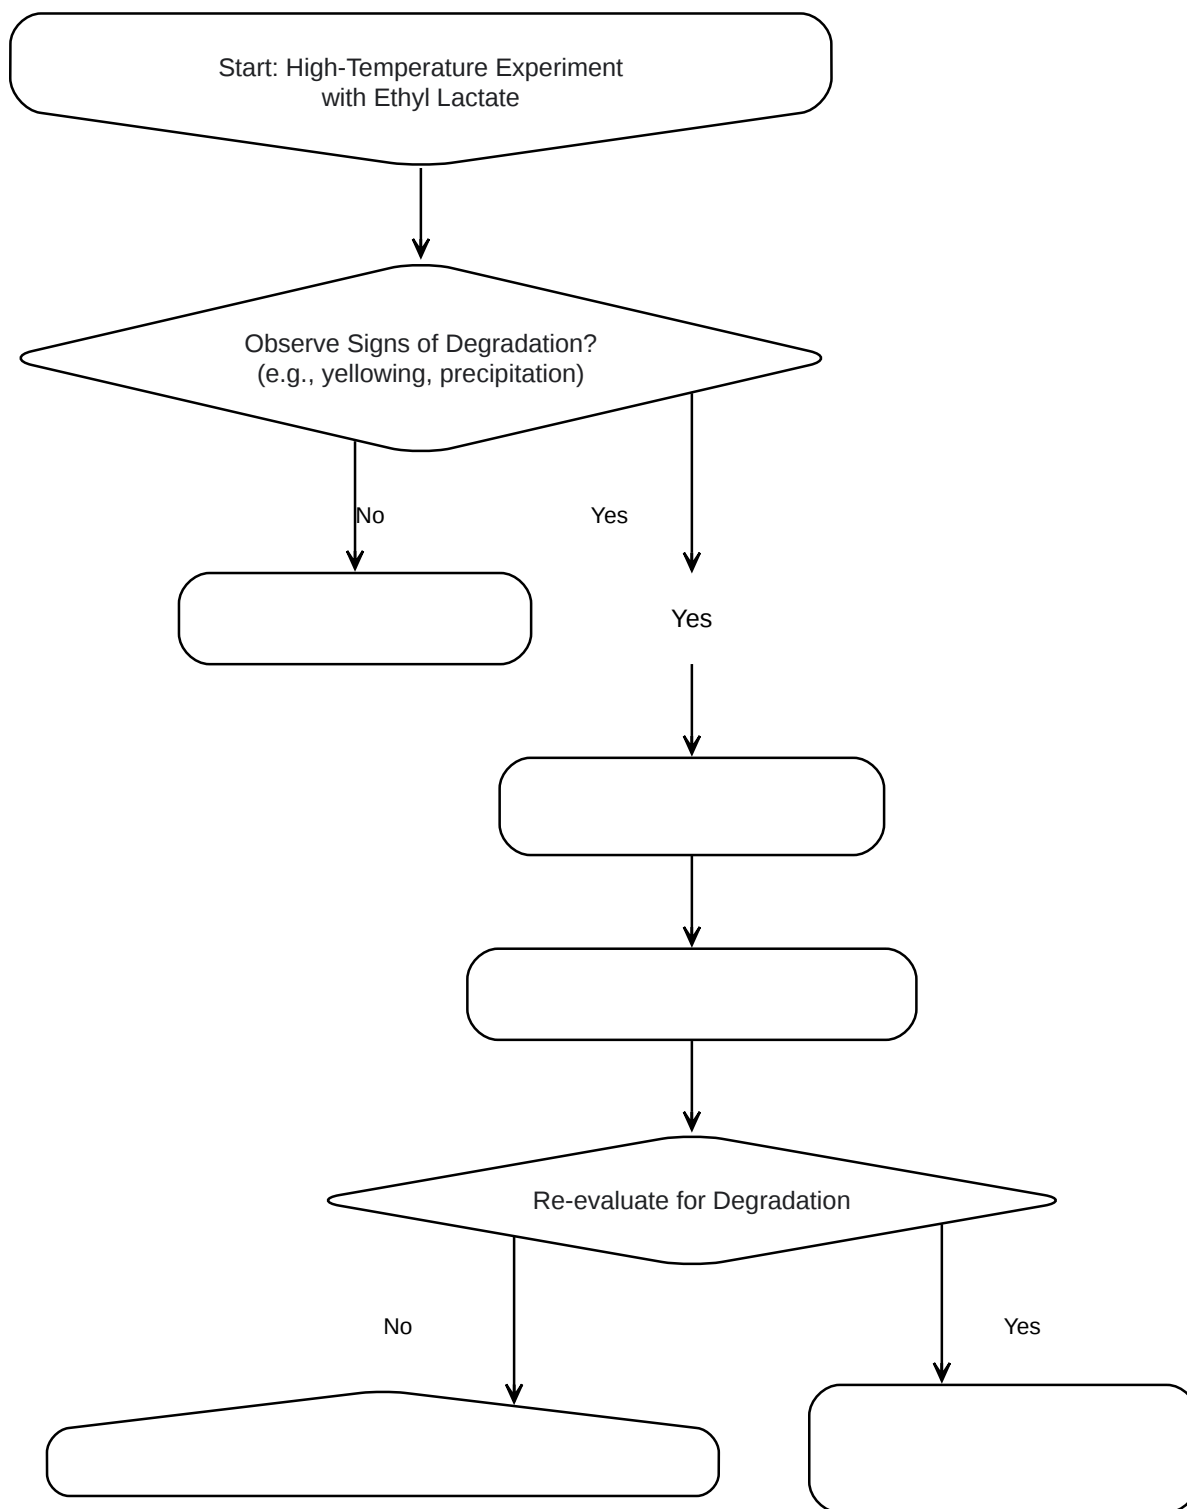 Start: High-Temperature Experiment
with Ethyl Lactate
Observe Signs of Degradation?
(e.g., yellowing, precipitation)
No
Yes
Yes
Re-evaluate for Degradation
No
Yes